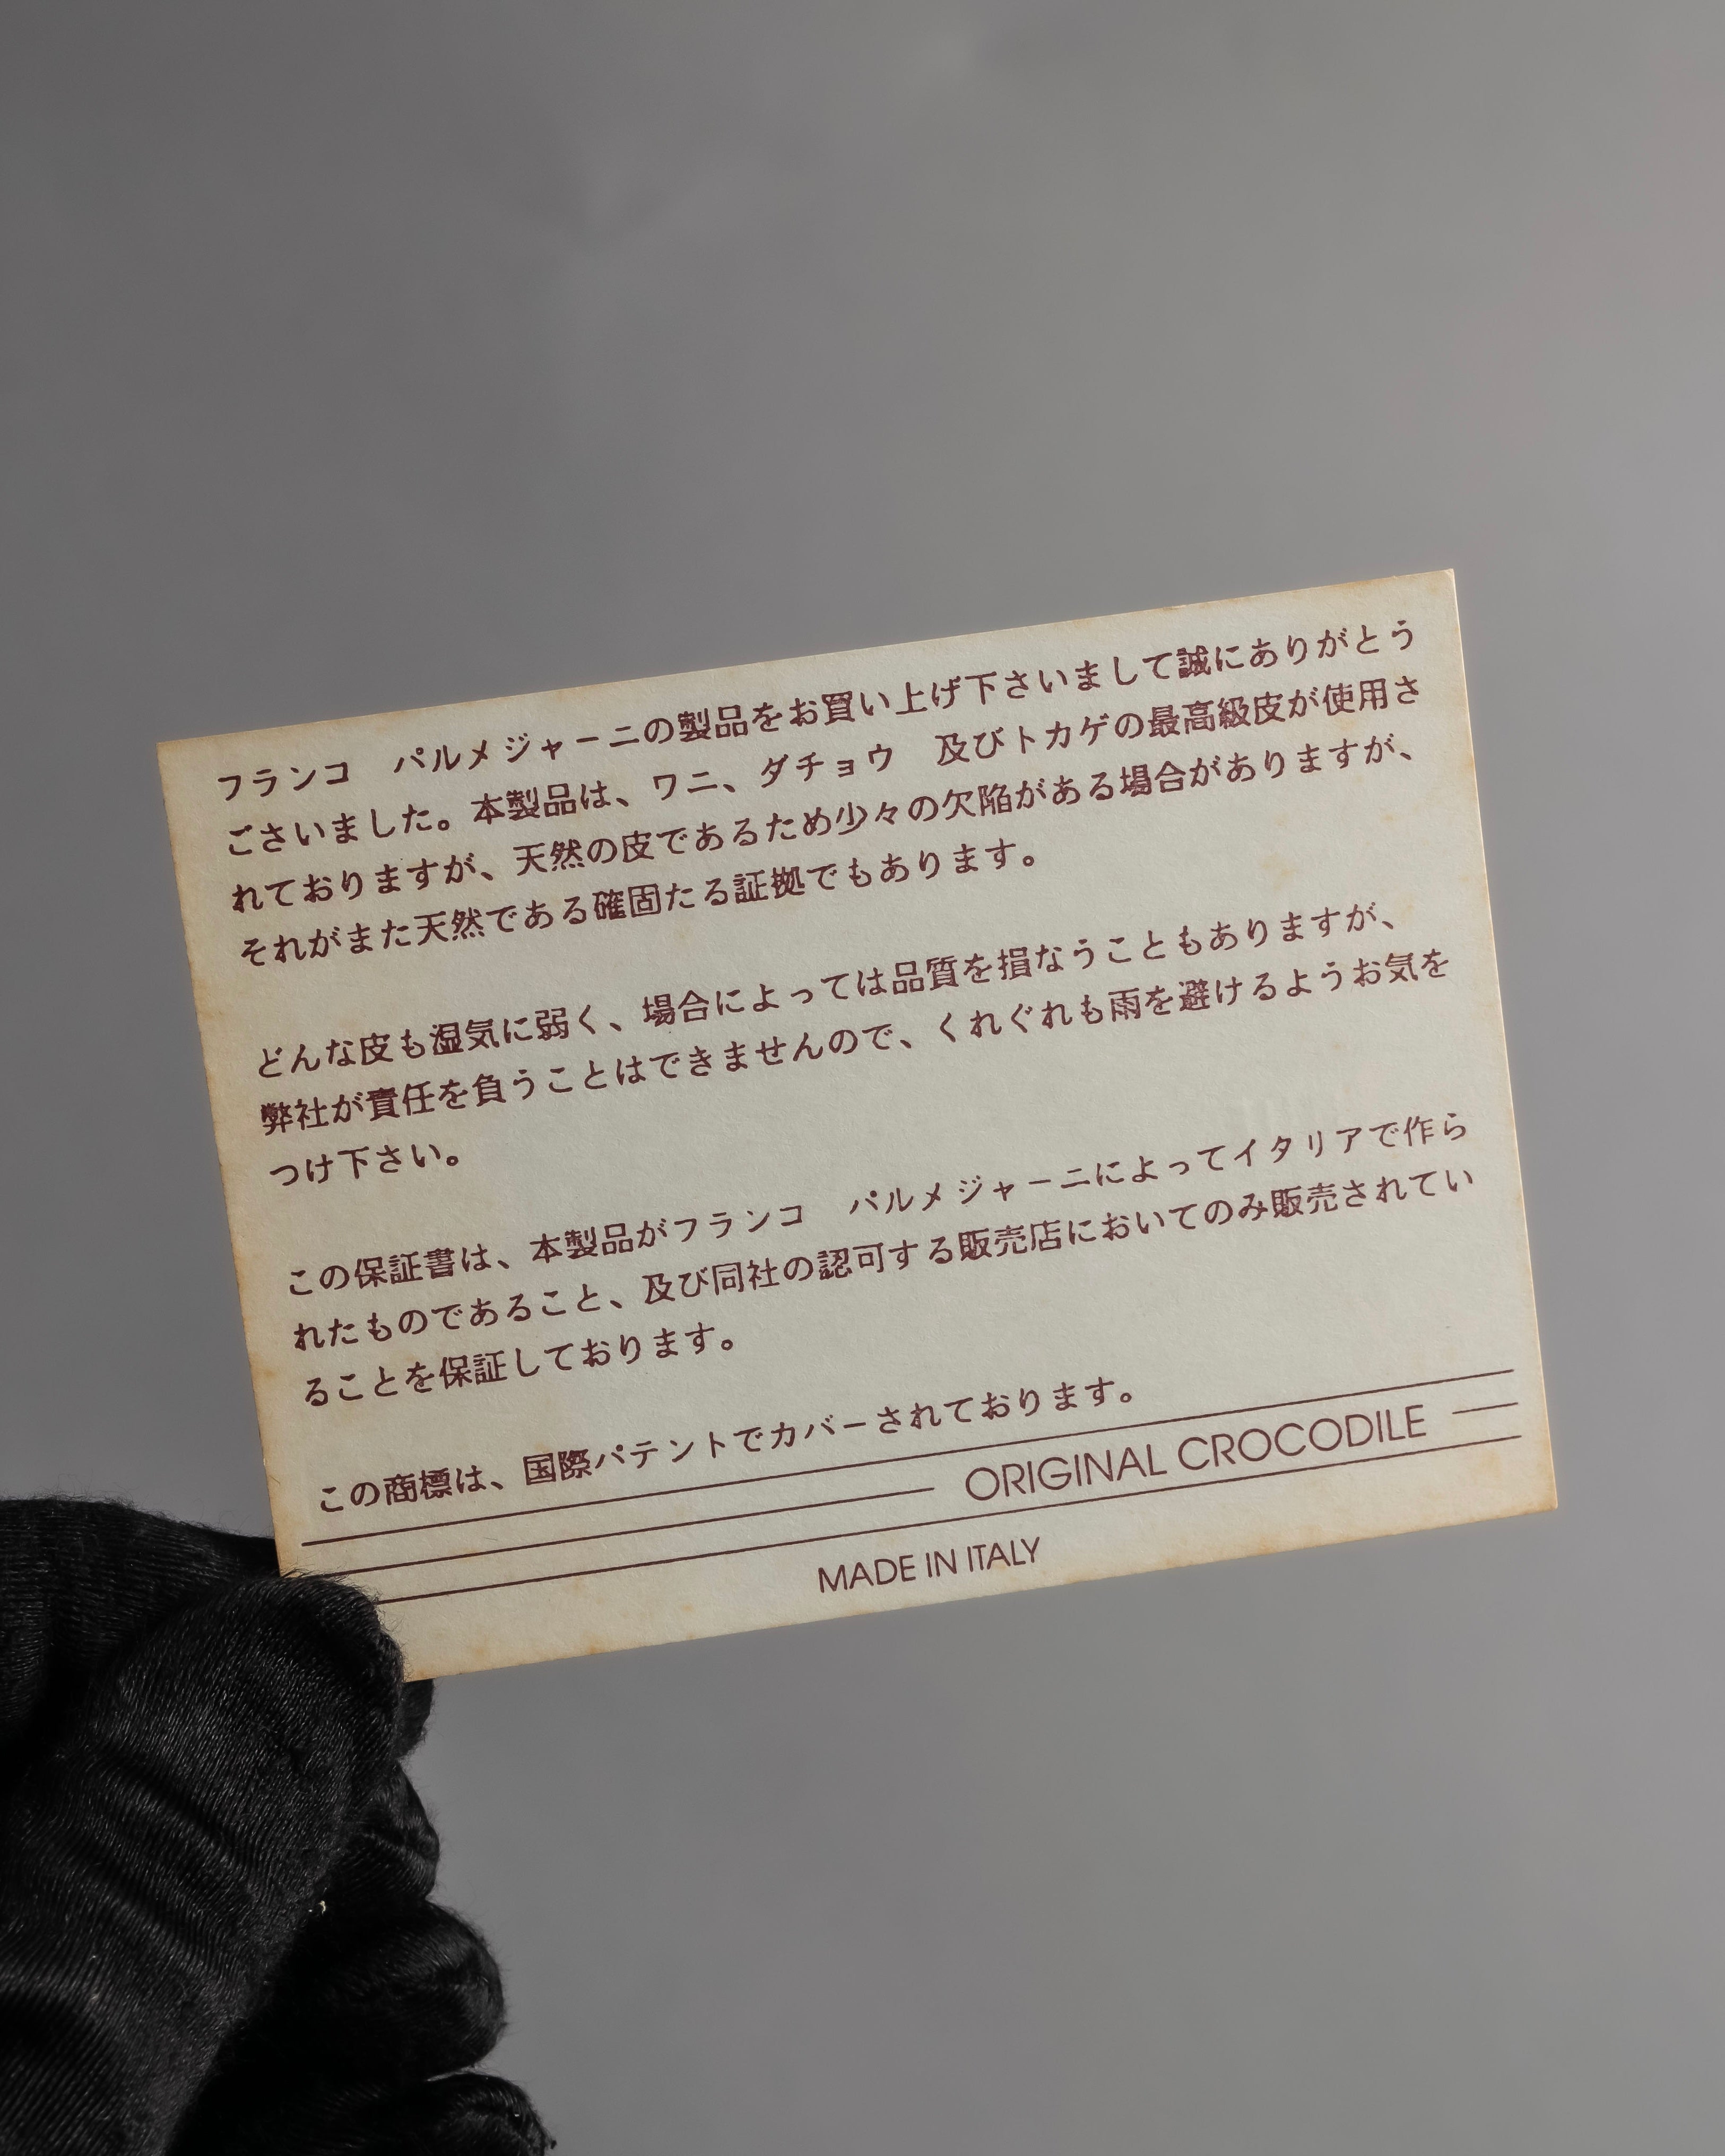 フランコ　パルメジャーニの製品をお買い上げ下さいまして誠にありがとう
ごさいました。本製品は、ワニ、ダチョウ　及びトカゲの最高級皮が使用さ
れておりますが、天然の皮であるため少々の欠陥がある場合がありますが、
それがまた天然である確固たる証拠でもあります。
どんな皮も湿気に弱く、場合によっては品質を損なうこともありますが、
弊社が責任を負うことはできませんので、くれぐれも雨を避けるようお気を
つけ下さい。
この保証書は、本製品がフランコ　パルメジャーニによってイタリアで作ら
れたものであること、及び同社の認可する販売店においてのみ販売されてい
ることを保証しております。
この商標は、国際パテントでカバーされております。
ORIGINAL CROCODILE
MADE IN ITALY